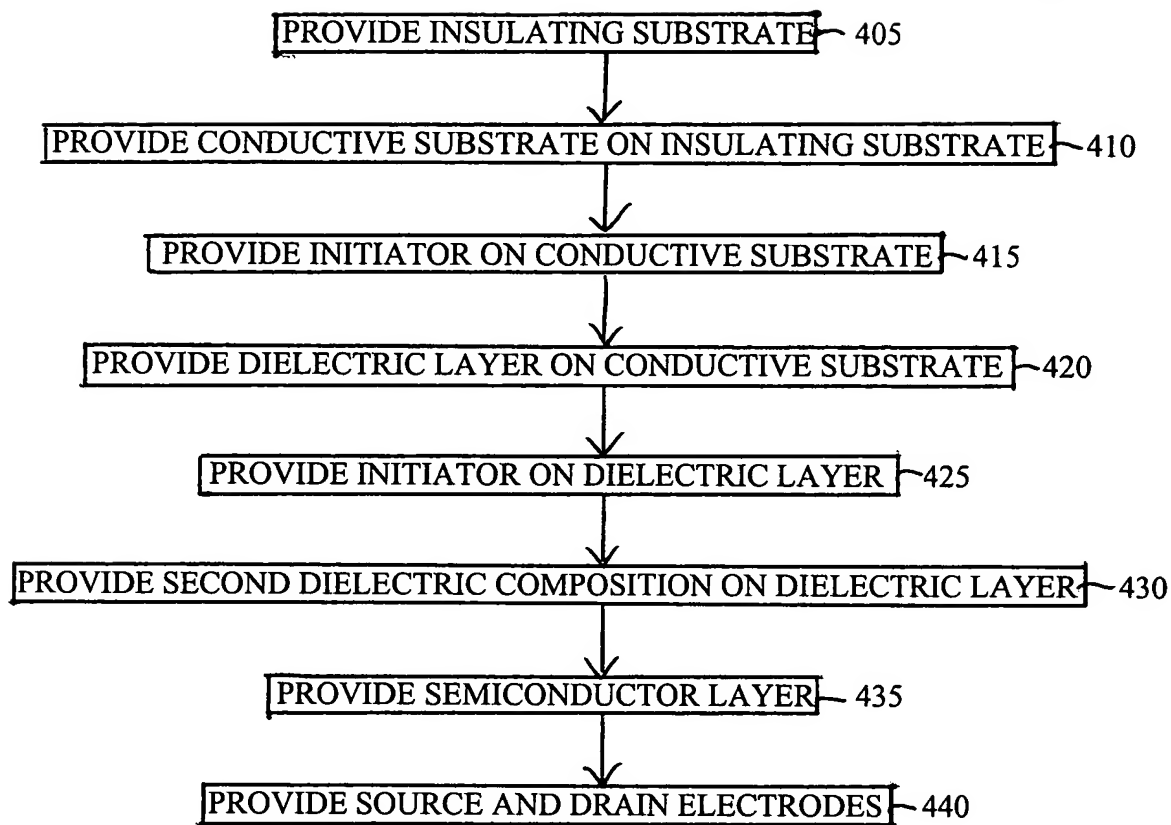 PROVIDE INSULATING SUBSTRATE 405
PROVIDE CONDUCTIVE SUBSTRATE ON INSULATING SUBSTRATE 410
PROVIDE INITIATOR ON CONDUCTIVE SUBSTRATE 415
PROVIDE DIELECTRIC LAYER ON CONDUCTIVE SUBSTRATE 420
PROVIDE INITIATOR ON DIELECTRIC LAYER 425
PROVIDE SECOND DIELECTRIC COMPOSITION ON DIELECTRIC LAYER 430
PROVIDE SEMICONDUCTOR LAYER 435
PROVIDE SOURCE AND DRAIN ELECTRODES 440